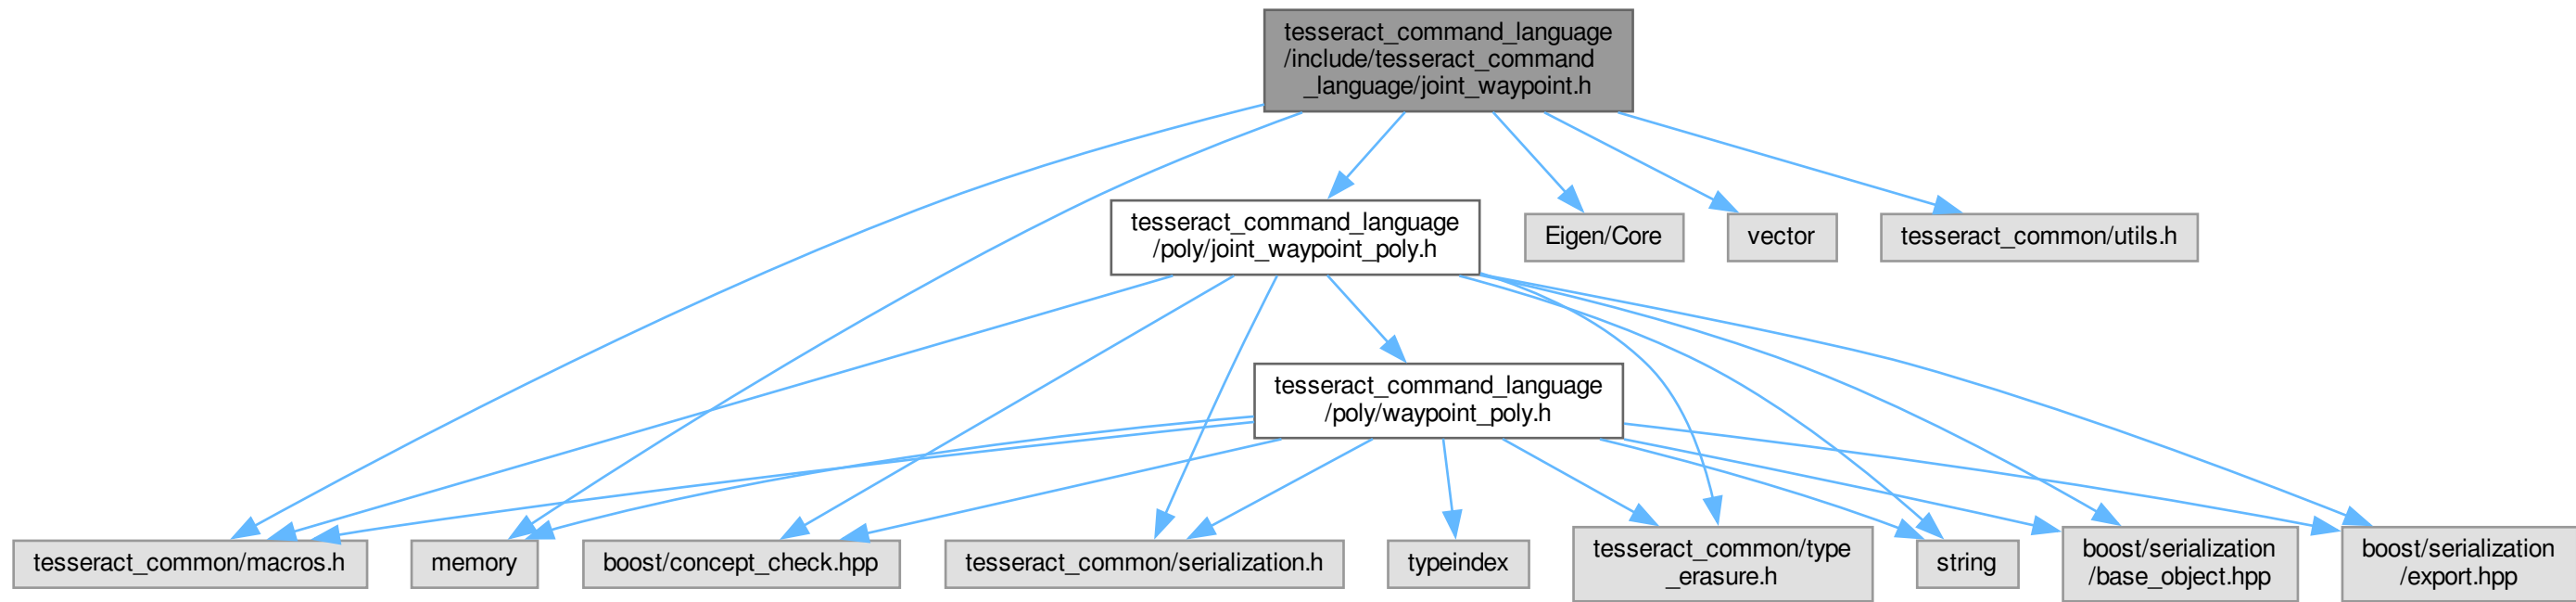 tesseract_command_language
/include/tesseract_command
_language/joint_waypoint.h
tesseract_command_language
/poly/joint_waypoint_poly.h
Eigen/Core
vector
tesseract_common/utils.h
tesseract_command_language
/poly/waypoint_poly.h
tesseract_common/macros.h
memory
boost/concept_check.hpp
tesseract_common/serialization.h
typeindex
tesseract_common/type
_erasure.h
string
boost/serialization
/base_object.hpp
boost/serialization
/export.hpp